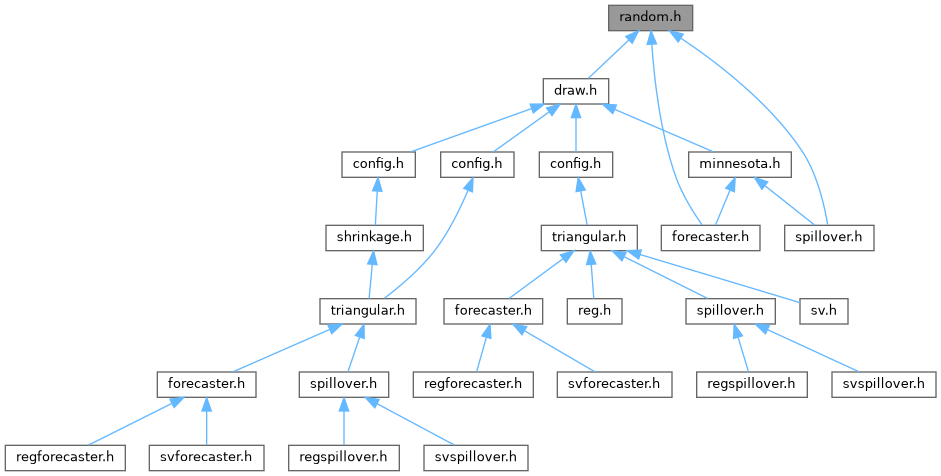 random.h
draw.h
config.h
config.h
config.h
minnesota.h
shrinkage.h
triangular.h
forecaster.h
spillover.h
triangular.h
forecaster.h
reg.h
spillover.h
sv.h
forecaster.h
spillover.h
regforecaster.h
svforecaster.h
regspillover.h
svspillover.h
regforecaster.h
svforecaster.h
regspillover.h
svspillover.h